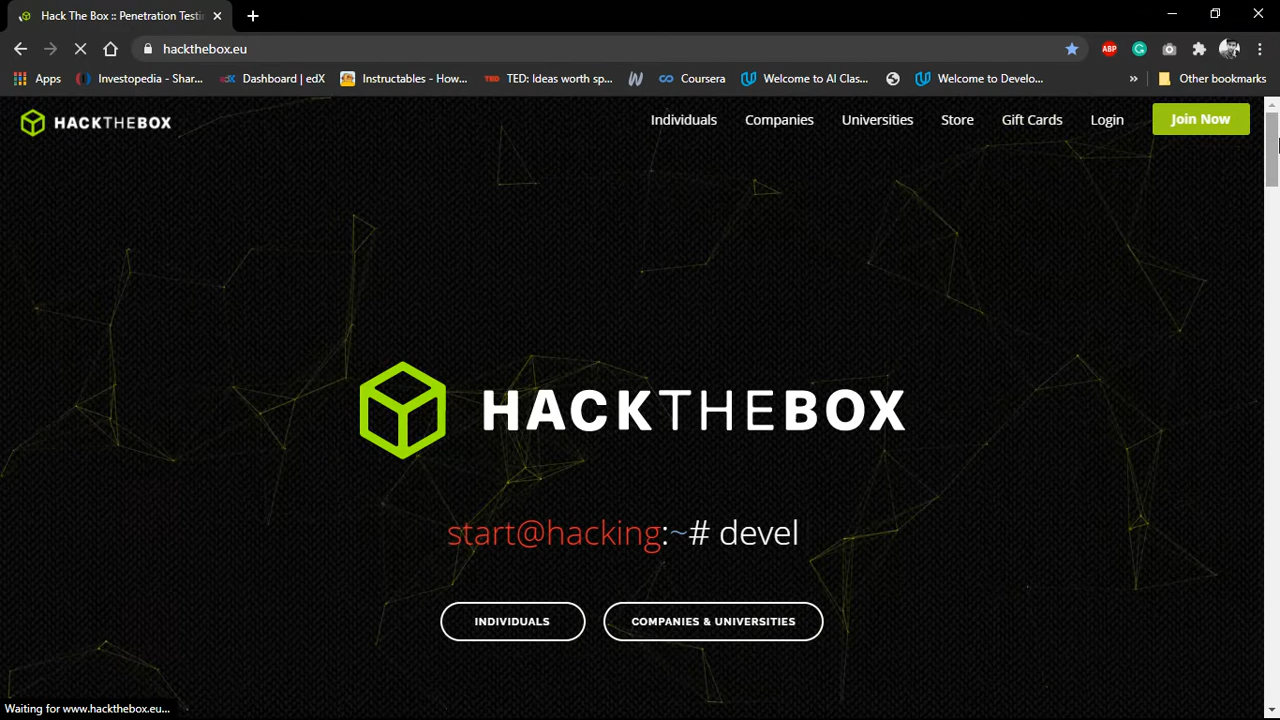 Hack The Box :: Penetration Testi
hackthebox.eu
ABP
Apps
Investopedia - Shar...
Dashboard | edX
Instructables - How...
TED
TED: Ideas worth sp...
Coursera
Welcome to AI Clas...
Welcome to Develo...
»
Other bookmarks
HACKTHEBOX
Individuals
Companies
Universities
Store
Gift Cards
Login
Join Now
HACKTHEBOX
start@hacking:~# devel
INDIVIDUALS
COMPANIES & UNIVERSITIES
Waiting for www.hackthebox.eu...